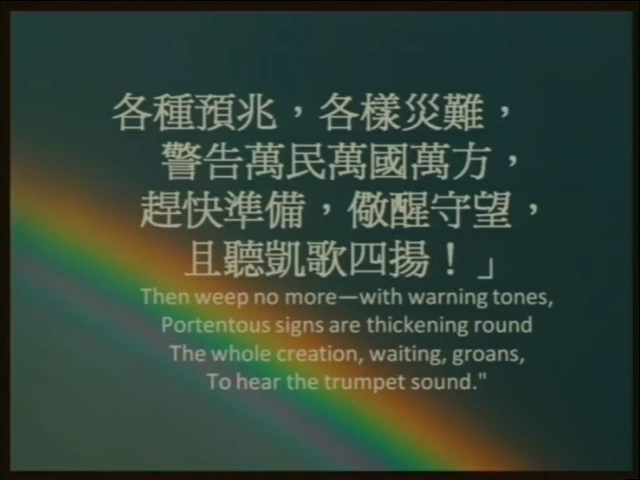 各種預兆，各樣災難，
警告萬民萬國萬方，
趕快準備，儆醒守望，
且聽凱歌四揚！」
Then weep no more—with warning tones,
Portentous signs are thickening round
The whole creation, waiting, groans,
To hear the trumpet sound."